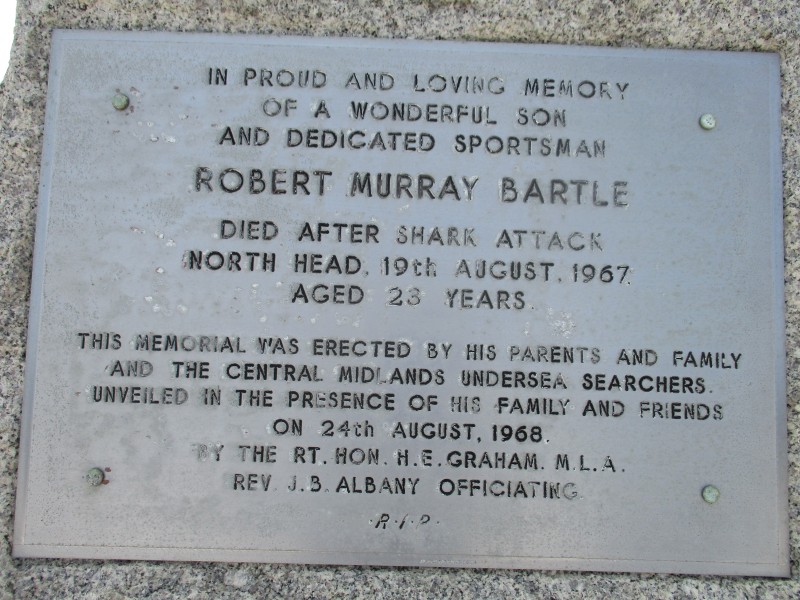 IN PROUD AND LOVING MEMORY
OF A WONDERFUL SON
AND DEDICATED SPORTSMAN
ROBERT MURRAY BARTLE
DIED AFTER SHARK ATTACK
NORTH HEAD, 19th AUGUST, 1967.
AGED 23 YEARS.
THIS MEMORIAL WAS ERECTED BY HIS PARENTS AND FAMILY
AND THE CENTRAL MIDLANDS UNDERSEA SEARCHERS.
UNVEILED IN THE PRESENCE OF HIS FAMILY AND FRIENDS
ON 24th AUGUST, 1968.
BY THE RT. HON. H.E. GRAHAM. M.L.A.
REV. J.B. ALBANY OFFICIATING
R.I.P.